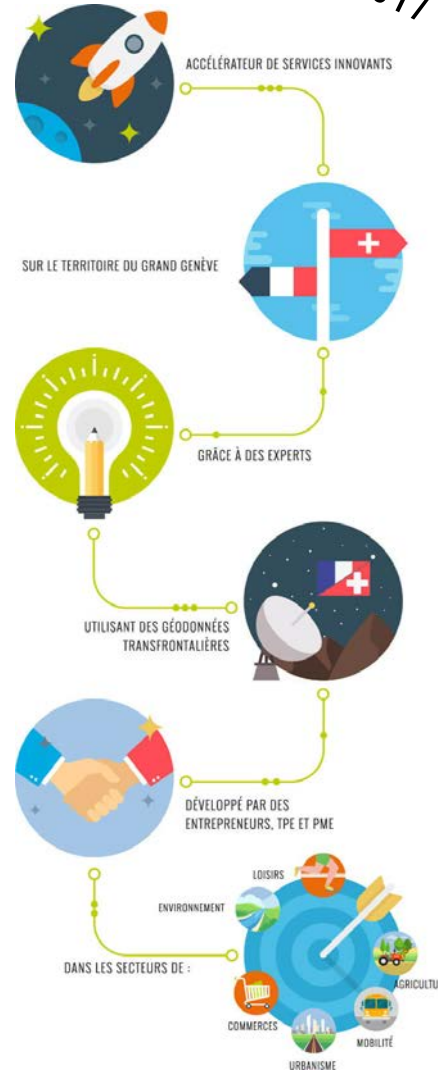 ACCÉLÉRATEUR DE SERVICES INNOVANTS
SUR LE TERRITOIRE DU GRAND GENÈVE
GRÂCE À DES EXPERTS
UTILISANT DES GÉODONNÉES
TRANSFRONTALIÈRES
DÉVELOPPÉ PAR DES
ENTREPRENEURS, TPE ET PME
DANS LES SECTEURS DE :
LOISIRS
ENVIRONNEMENT
AGRICULTU
COMMERCES
MOBILITÉ
URBANISME